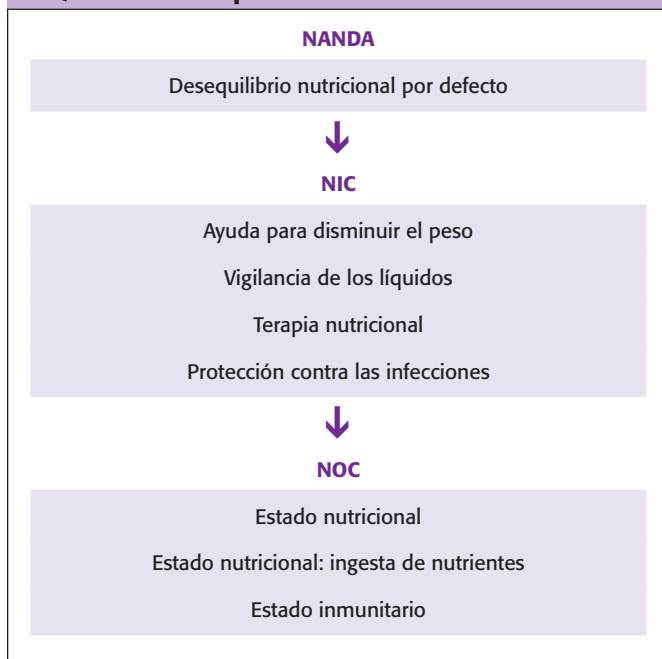 NANDA
Desequilibrio nutricional por defecto
NIC
Ayuda para disminuir el peso
Vigilancia de los líquidos
Terapia nutricional
Protección contra las infecciones
NOC
Estado nutricional
Estado nutricional: ingesta de nutrientes
Estado inmunitario